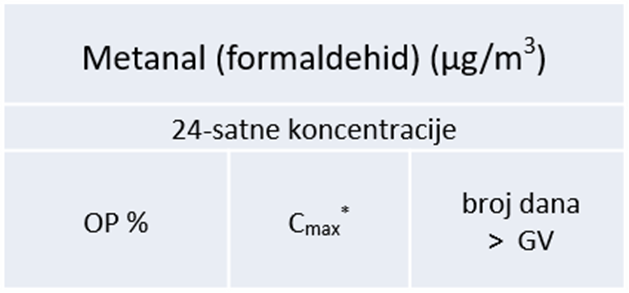 Metanal (formaldehid) (µg/m³)
24-satne koncentracije
OP %
Cmax*
broj dana
> GV